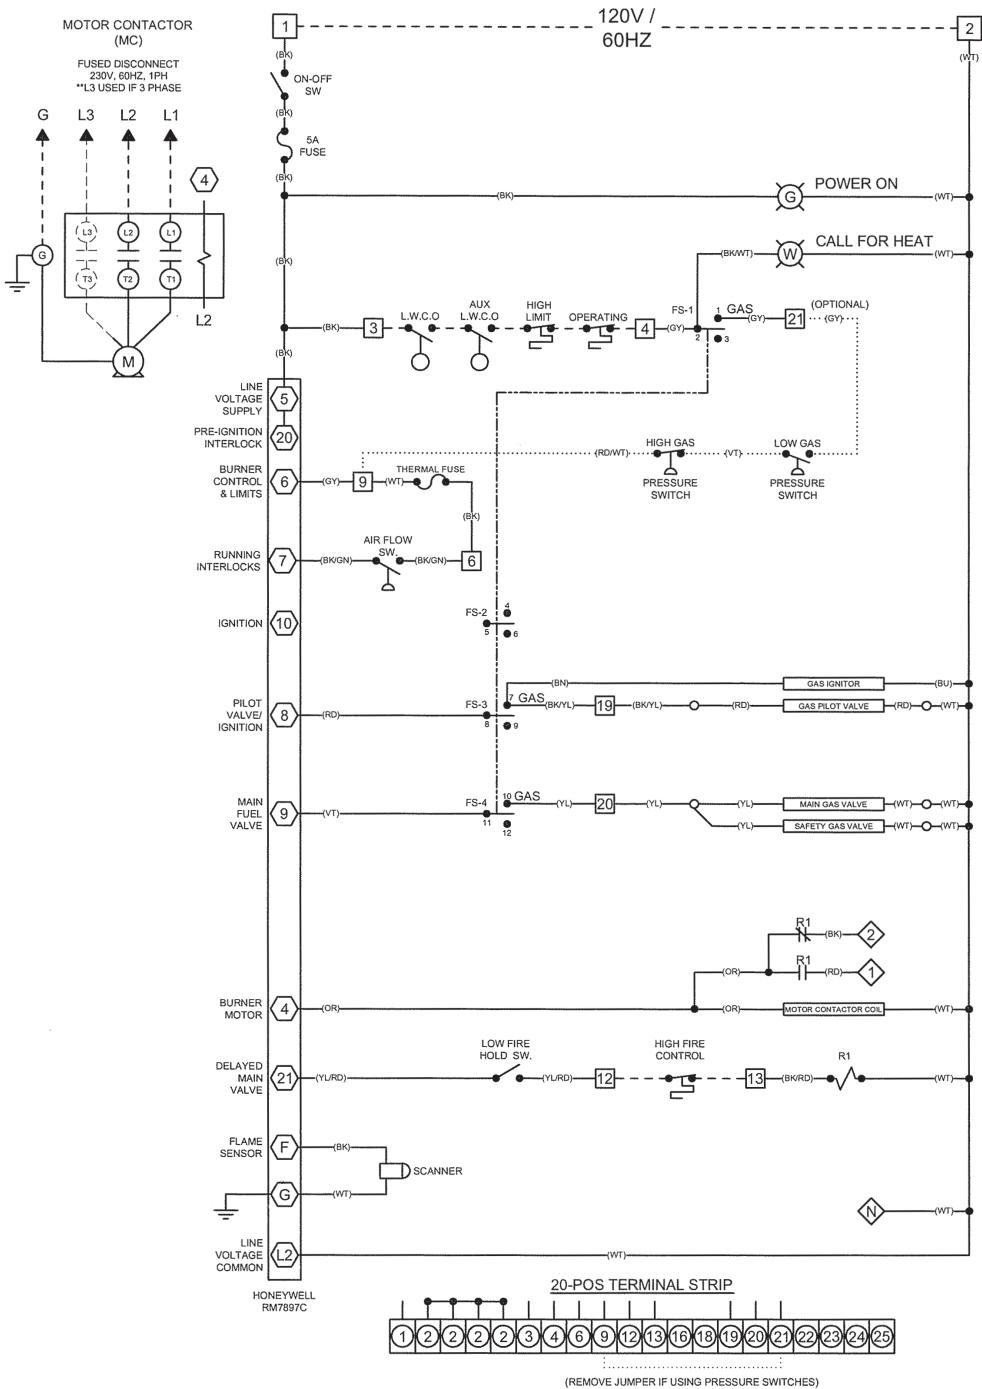 MOTOR CONTACTOR
(MC)
FUSED DISCONNECT
230V, 60HZ, 1PH
**L3 USED IF 3 PHASE
G L3 L2 L1
4
L3 L2 L1
G
T3 T2 T1
L2
M
1
120V /
60HZ
2
(BK)
(WT)
ON-OFF
SW
(BK)
5A
FUSE
(BK)
(BK) G POWER ON (WT)
(BK)
(BK/WT) W CALL FOR HEAT (WT)
(BK) 3 L.W.C.O AUX
L.W.C.O HIGH
LIMIT OPERATING 4 (GY) FS-1 2 1 GAS 3 (GY) 21 (OPTIONAL)
(GY)
(BK)
LINE
VOLTAGE
SUPPLY 5
PRE-IGNITION
INTERLOCK 20
(RD/WT) HIGH GAS (VT) LOW GAS
PRESSURE
SWITCH PRESSURE
SWITCH
BURNER
CONTROL
& LIMITS 6 (GY) 9 (WT) THERMAL FUSE
(BK)
RUNNING
INTERLOCKS 7 (BK/GN) AIR FLOW
SW. (BK/GN) 6
IGNITION 10 FS-2 4
5 6
(BN) GAS IGNITOR (BU)
PILOT
VALVE/
IGNITION 8 (RD) FS-3 7 GAS (BK/YL) 19 (BK/YL) (RD) GAS PILOT VALVE (RD) (WT)
8 9
MAIN
FUEL
VALVE 9 (VT) FS-4 10 GAS (YL) 20 (YL) (YL) MAIN GAS VALVE (WT) (WT)
11 12
(YL) SAFETY GAS VALVE (WT) (WT)
R1 (BK) 2
(OR) R1 (RD) 1
BURNER
MOTOR 4 (OR) (OR) MOTOR CONTACTOR COIL (WT)
DELAYED
MAIN
VALVE 21 (YL/RD) LOW FIRE
HOLD SW. (YL/RD) 12 HIGH FIRE
CONTROL 13 (BK/RD) R1 (WT)
FLAME
SENSOR F (BK)
SCANNER
G (WT)
N (WT)
LINE
VOLTAGE
COMMON L2 (WT)
HONEYWELL
RM7897C
20-POS TERMINAL STRIP
1 2 2 2 2 3 4 6 9 12 13 16 18 19 20 21 22 23 24 25
(REMOVE JUMPER IF USING PRESSURE SWITCHES)